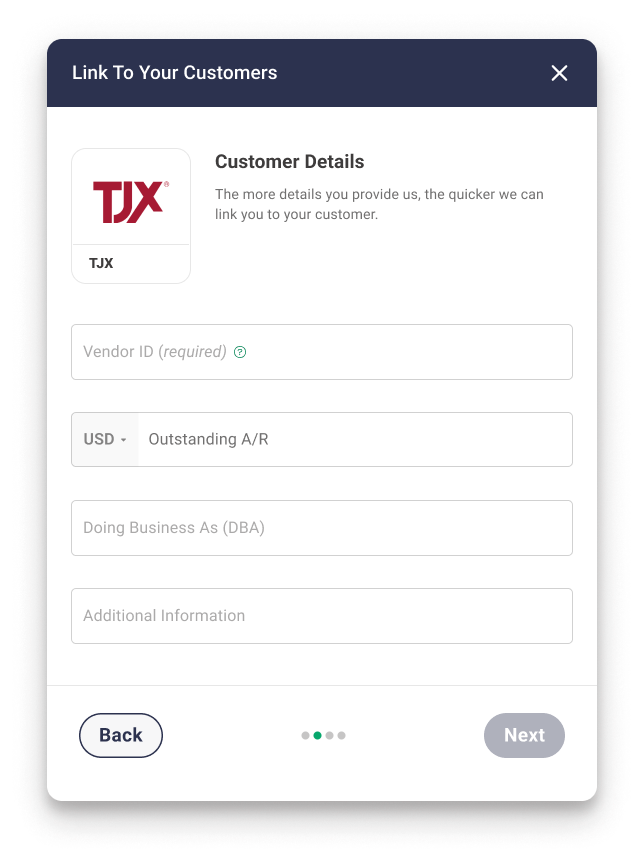 Link To Your Customers
TJX®
TJX
Customer Details
The more details you provide us, the quicker we can
link you to your customer.
Vendor ID (required) ?
USD Outstanding A/R
Doing Business As (DBA)
Additional Information
Back
Next